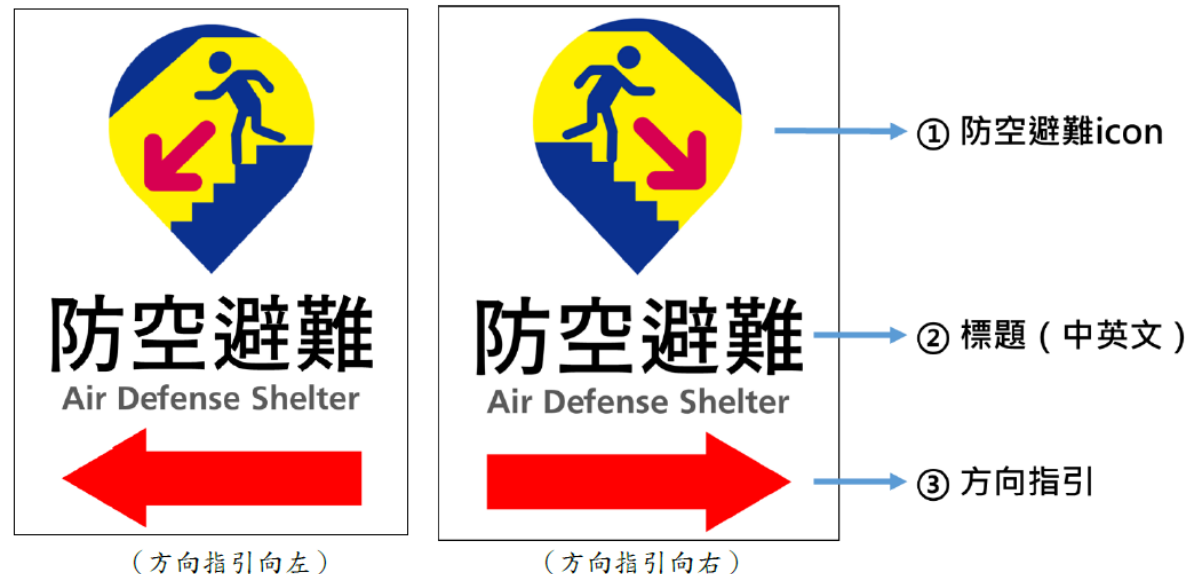 防空避難
Air Defense Shelter
（方向指引向左）
防空避難
Air Defense Shelter
（方向指引向右）
① 防空避難icon
② 標題（中英文）
③ 方向指引